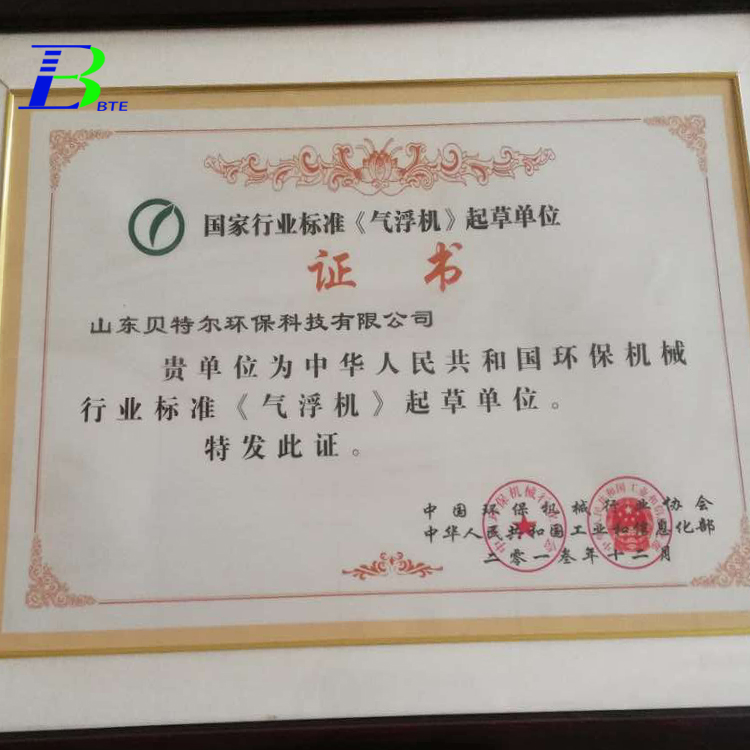 BTE
国家行业标准《气浮机》起草单位
证书
山东贝特尔环保科技有限公司
贵单位为中华人民共和国环保机械
行业标准《气浮机》起草单位。
特发此证。
中国环保机械行业协会
中华人民共和国工业和信息化部
二零一叁年十二月